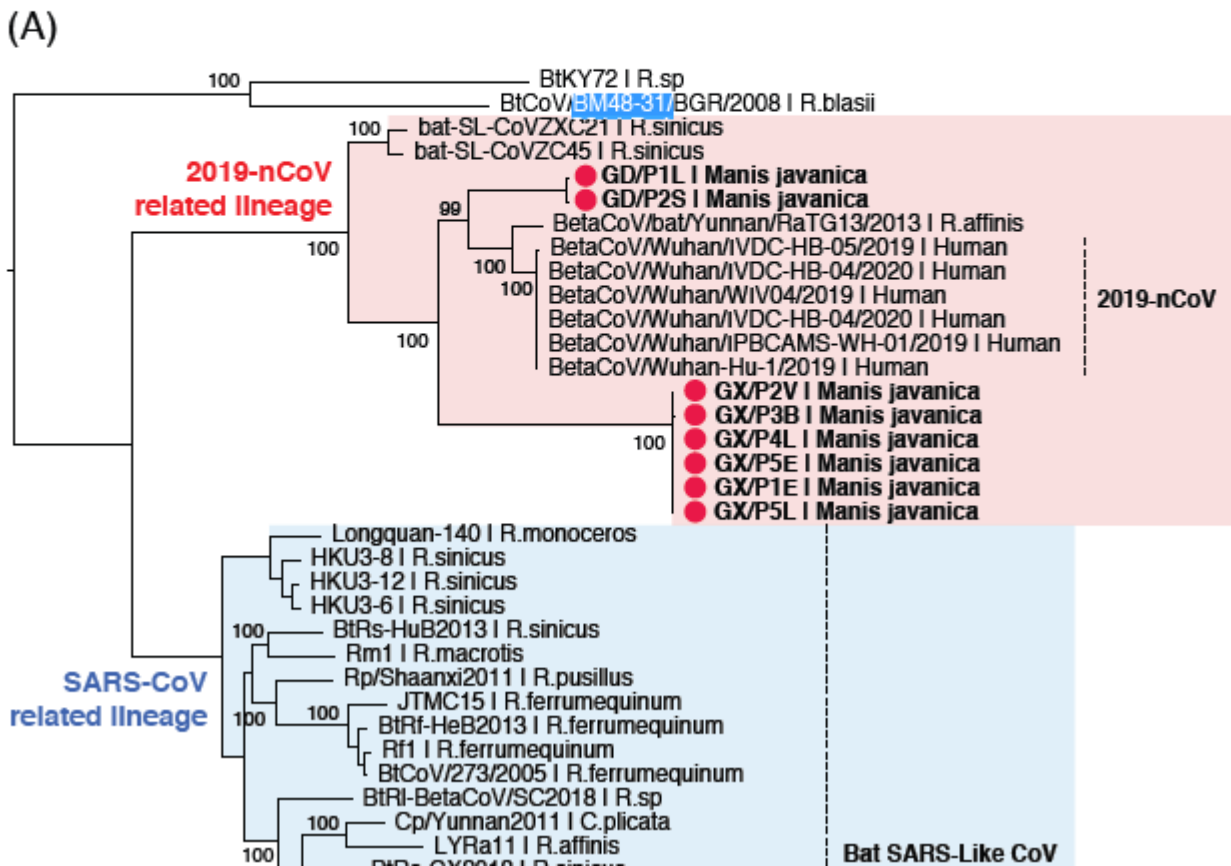 (A)
100
BtKY72 | R.sp
BtCoV/BM48-31/BGR/2008 | R.blasii
100
bat-SL-CoVZXC21 | R.sinicus
bat-SL-CoVZC45 | R.sinicus
2019-nCoV
related lineage
GD/P1L | Manis javanica
GD/P2S | Manis javanica
99
BetaCoV/bat/Yunnan/RaTG13/2013 | R.affinis
100
BetaCoV/Wuhan/IVDC-HB-05/2019 | Human
100
BetaCoV/Wuhan/IVDC-HB-04/2020 | Human
100
BetaCoV/Wuhan/WIV04/2019 | Human
2019-nCoV
BetaCoV/Wuhan/IVDC-HB-04/2020 | Human
100
BetaCoV/Wuhan/IPBCAMS-WH-01/2019 | Human
BetaCoV/Wuhan-Hu-1/2019 | Human
GX/P2V | Manis javanica
GX/P3B | Manis javanica
100
GX/P4L | Manis javanica
GX/P5E | Manis javanica
GX/P1E | Manis javanica
GX/P5L | Manis javanica
Longquan-140 | R.monoceros
HKU3-8 | R.sinicus
HKU3-12 | R.sinicus
HKU3-6 | R.sinicus
100
BtRs-HuB2013 | R.sinicus
Rm1 | R.macrotis
SARS-CoV
related lineage
Rp/Shaanxi2011 | R.pusillus
100
100
JTMC15 | R.ferrumequinum
BtRf-HeB2013 | R.ferrumequinum
Rf1 | R.ferrumequinum
BtCoV/273/2005 | R.ferrumequinum
BtRl-BetaCoV/SC2018 | R.sp
100
Cp/Yunnan2011 | C.plicata
LYRa11 | R.affinis
100
Bat SARS-Like CoV